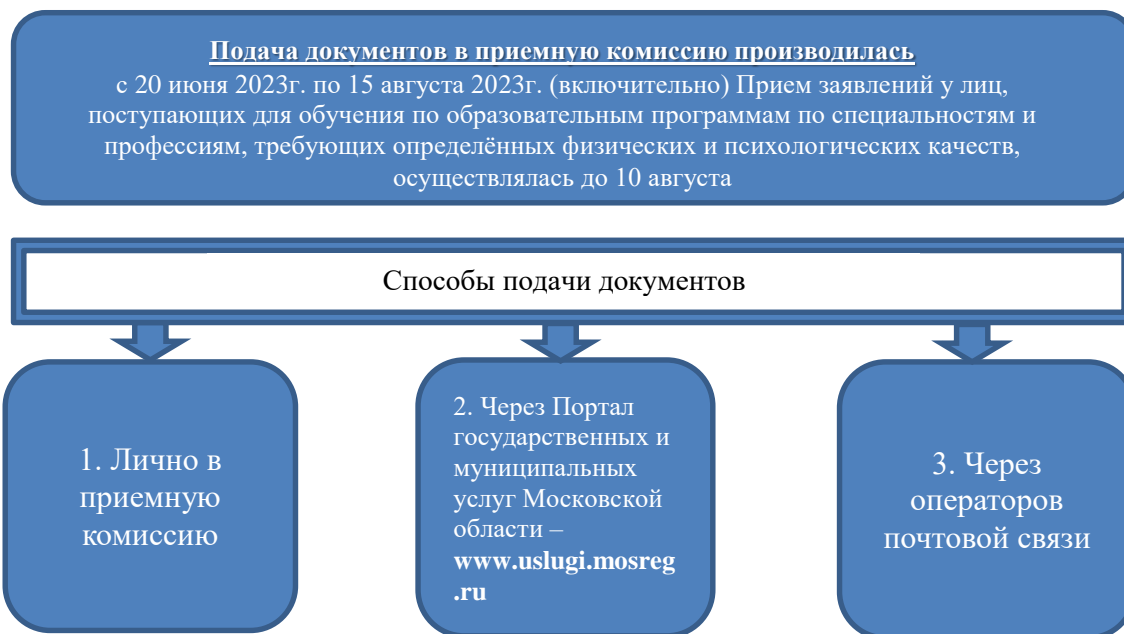 Подача документов в приемную комиссию производилась
с 20 июня 2023г. по 15 августа 2023г. (включительно) Прием заявлений у лиц,
поступающих для обучения по образовательным программам по специальностям и
профессиям, требующих определённых физических и психологических качеств,
осуществлялась до 10 августа
Способы подачи документов
1. Лично в
приемную
комиссию
2. Через Портал
государственных и
муниципальных
услуг Московской
области –
www.uslugi.mosreg
.ru
3. Через
операторов
почтовой связи